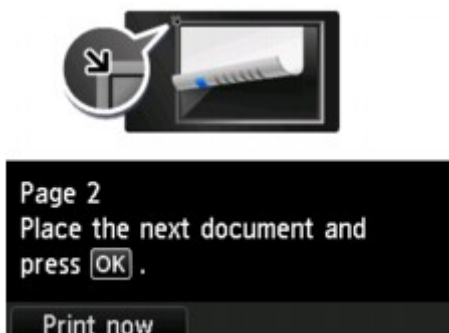 Page 2
Place the next document and
press OK .
Print now